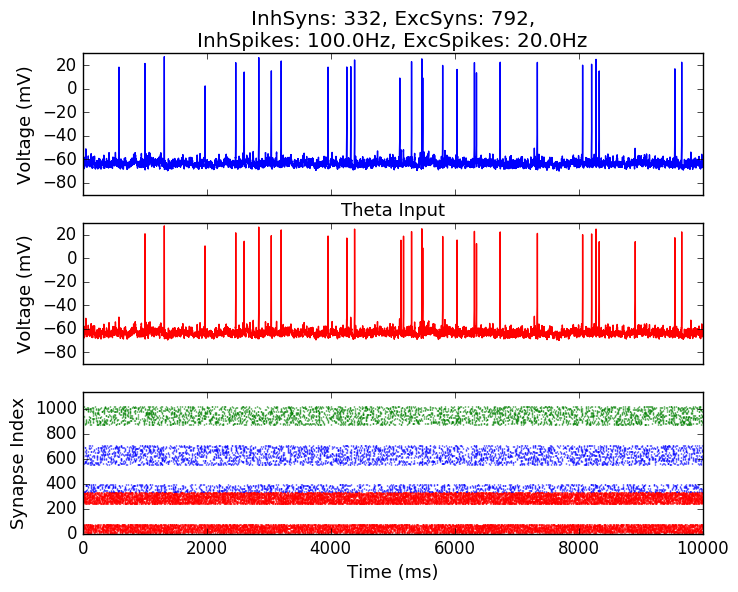 InhSyns: 332, ExcSyns: 792,
InhSpikes: 100.0Hz, ExcSpikes: 20.0Hz
Voltage (mV)
20
0
−20
−40
−60
−80
Theta Input
Voltage (mV)
20
0
−20
−40
−60
−80
Synapse Index
1000
800
600
400
200
0
0 2000 4000 6000 8000 10000
Time (ms)